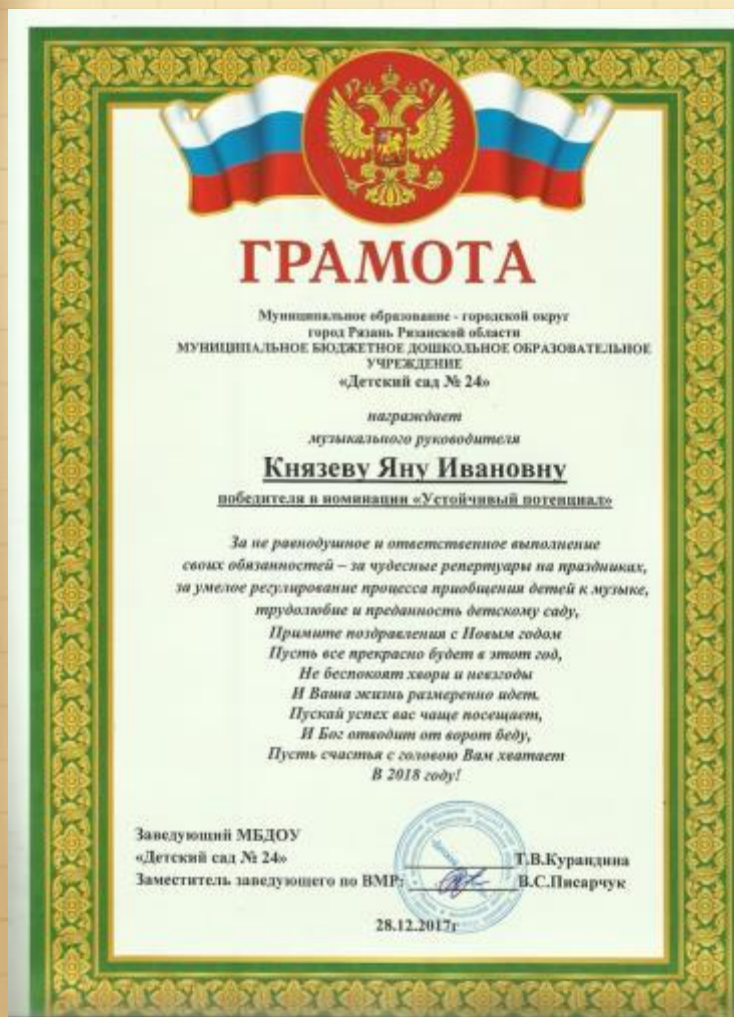 ГРАМОТА
Муниципальное образование - городской округ
город Рязань Рязанской области
МУНИЦИПАЛЬНОЕ БЮДЖЕТНОЕ ДОШКОЛЬНОЕ ОБРАЗОВАТЕЛЬНОЕ
УЧРЕЖДЕНИЕ
«Детский сад № 24»
награждает
музыкального руководителя
Князеву Яну Ивановну
победителя в номинации «Устойчивый потенциал»
За не равнодушное и ответственное выполнение
своих обязанностей – за чудесные репертуары на праздниках,
за умелое регулирование процесса приобщения детей к музыке,
трудолюбие и преданность детскому саду,
Примите поздравления с Новым годом
Пусть все прекрасно будет в этот год,
Не беспокоят хвори и невзгоды
И Ваша жизнь размеренно идет.
Пускай успех вас чаще посещает,
И Бог отводит от ворот беду,
Пусть счастья с головою Вам хватает
В 2018 году!
Заведующий МБДОУ
«Детский сад № 24» Т.В.Курандина
Заместитель заведующего по ВМР: В.С.Писарчук
28.12.2017г